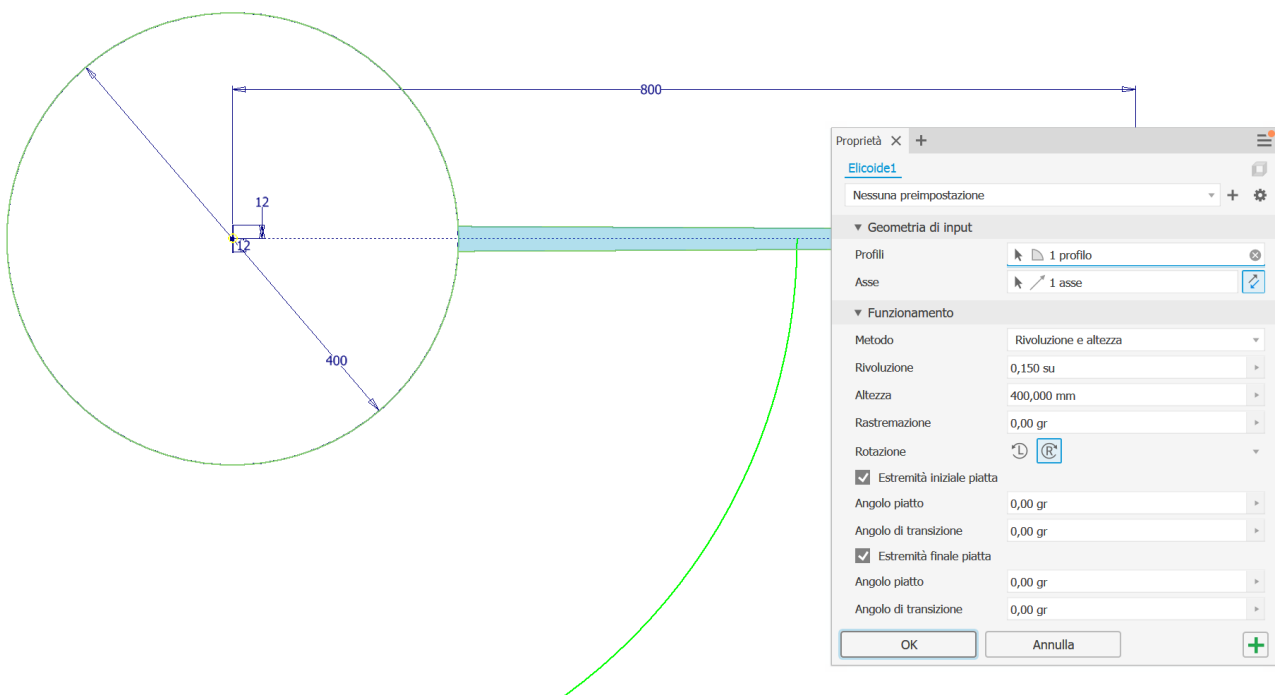 800
12
12
400
Proprietà
Elicoide1
Nessuna preimpostazione
Geometria di input
Profili 1 profilo
Asse 1 asse
Funzionamento
Metodo Rivoluzione e altezza
Rivoluzione 0,150 su
Altezza 400,000 mm
Rastremazione 0,00 gr
Rotazione L R
Estremità iniziale piatta
Angolo piatto 0,00 gr
Angolo di transizione 0,00 gr
Estremità finale piatta
Angolo piatto 0,00 gr
Angolo di transizione 0,00 gr
OK Annulla